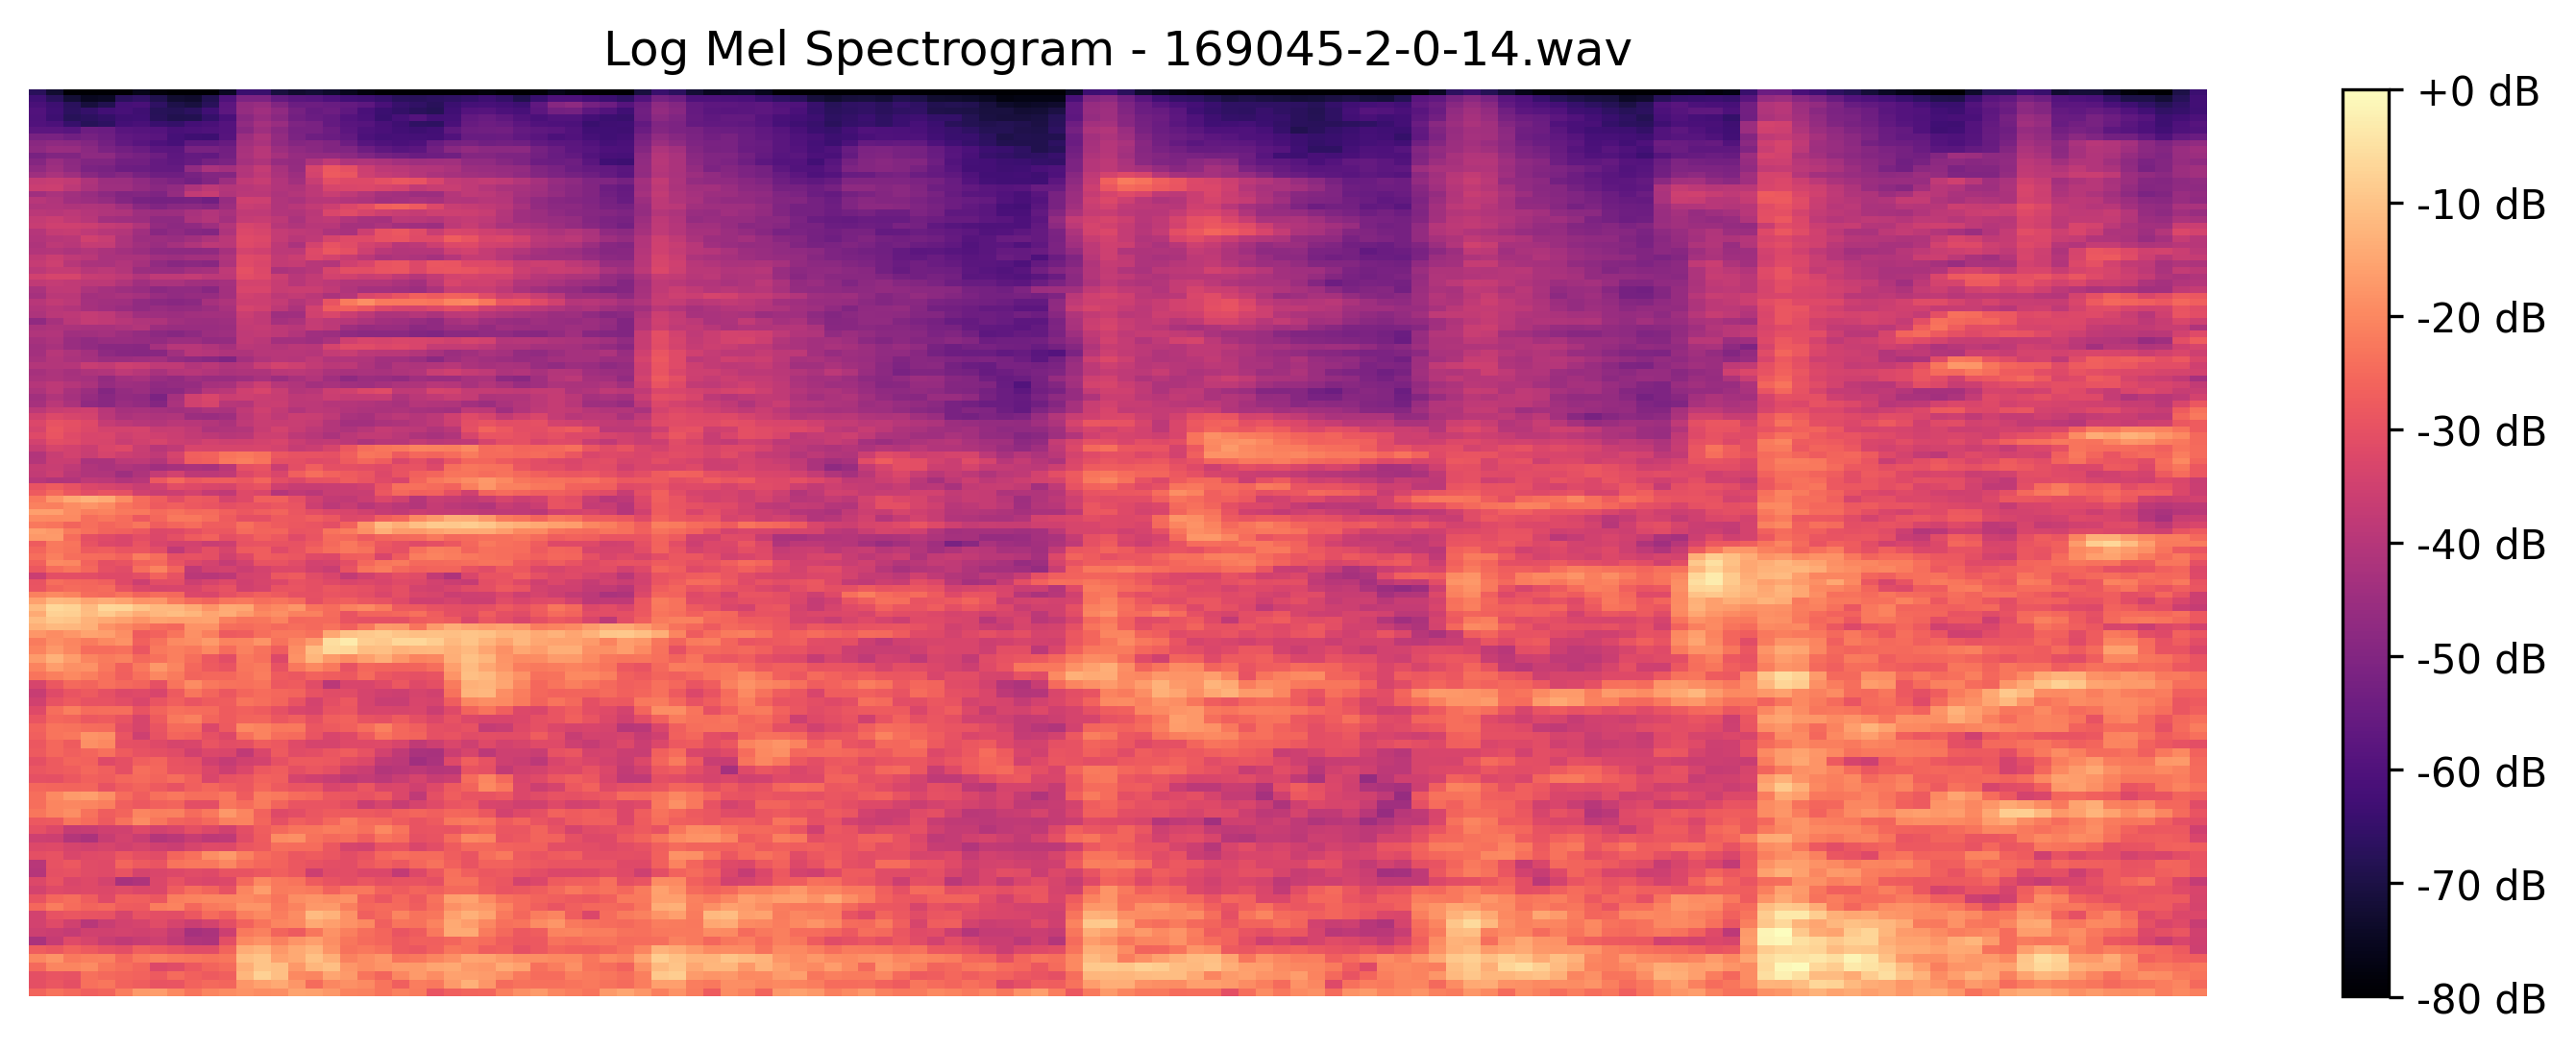 Log Mel Spectrogram - 169045-2-0-14.wav
+0 dB
-10 dB
-20 dB
-30 dB
-40 dB
-50 dB
-60 dB
-70 dB
-80 dB